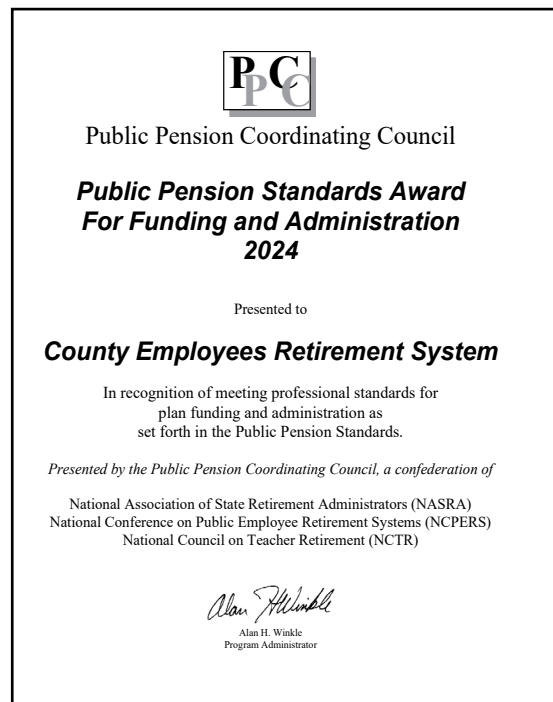 PPCC
Public Pension Coordinating Council
Public Pension Standards Award
For Funding and Administration
2024
Presented to
County Employees Retirement System
In recognition of meeting professional standards for
plan funding and administration as
set forth in the Public Pension Standards.
Presented by the Public Pension Coordinating Council, a confederation of
National Association of State Retirement Administrators (NASRA)
National Conference on Public Employee Retirement Systems (NCPERS)
National Council on Teacher Retirement (NCTR)
Alan H Winkle
Alan H. Winkle
Program Administrator